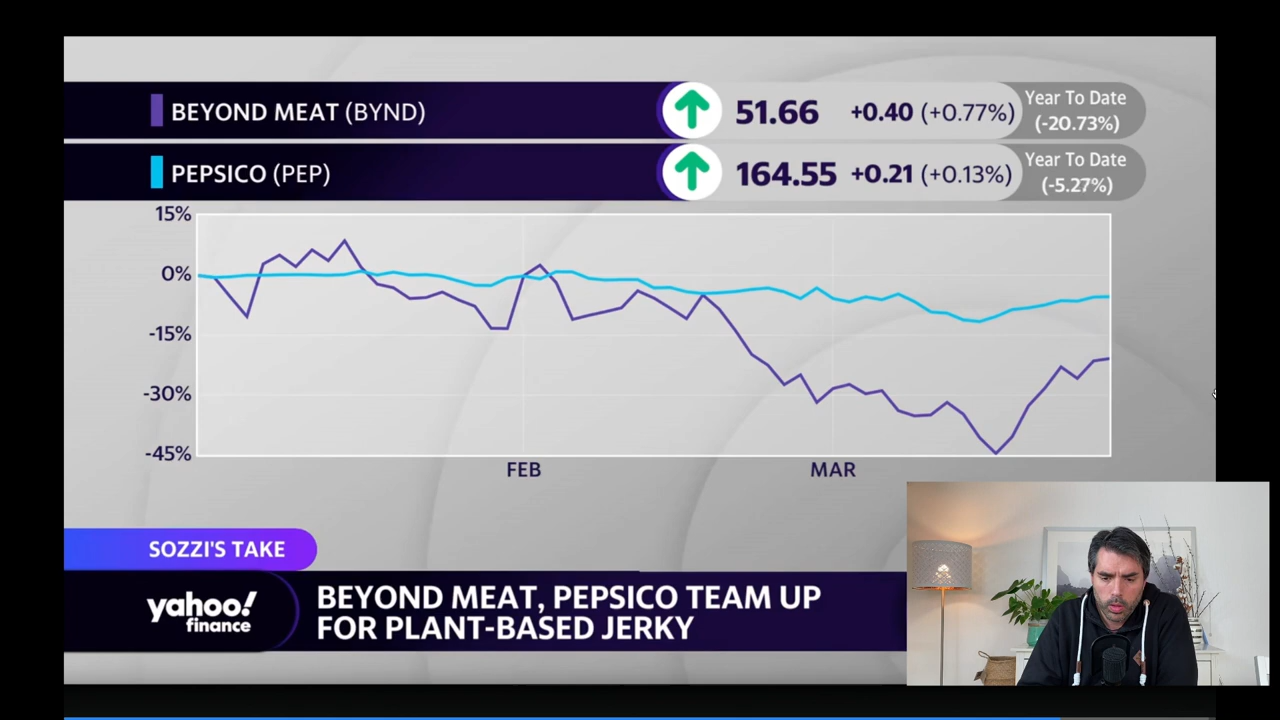 BEYOND MEAT (BYND) 51.66 +0.40 (+0.77%) Year To Date (-20.73%)
PEPSICO (PEP) 164.55 +0.21 (+0.13%) Year To Date (-5.27%)
15%
0%
-15%
-30%
-45%
FEB MAR
SOZZI'S TAKE
yahoo!
finance
BEYOND MEAT, PEPSICO TEAM UP
FOR PLANT-BASED JERKY